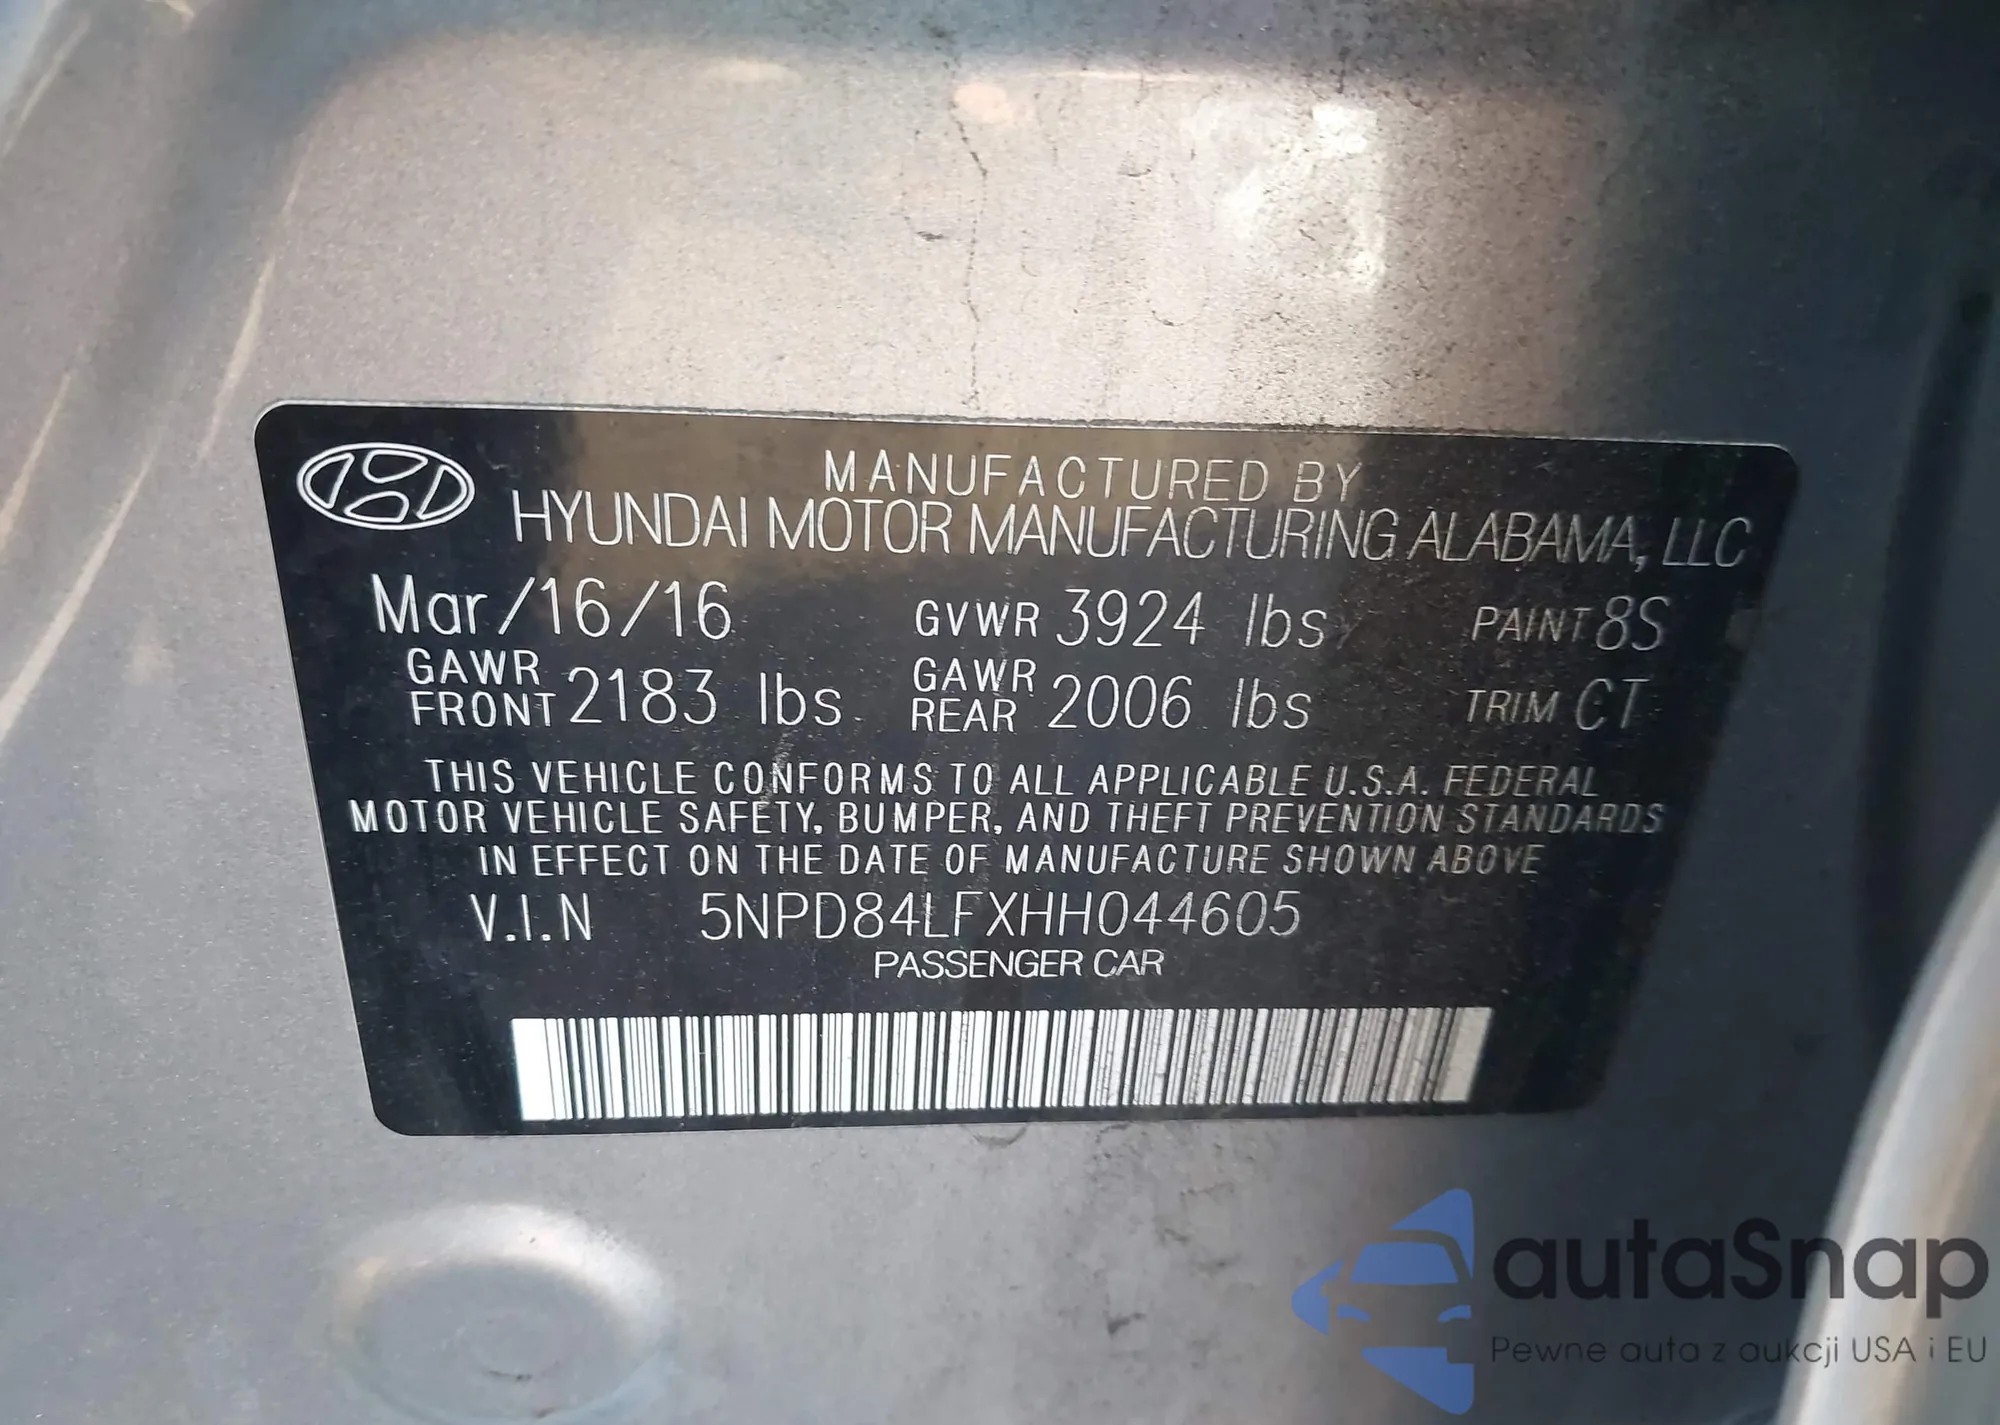 MANUFACTURED BY
HYUNDAI MOTOR MANUFACTURING ALABAMA, LLC
Mar/16/16 GVWR 3924 lbs PAINT 8S
GAWR FRONT 2183 lbs GAWR REAR 2006 lbs TRIM CT
THIS VEHICLE CONFORMS TO ALL APPLICABLE U.S.A. FEDERAL
MOTOR VEHICLE SAFETY, BUMPER, AND THEFT PREVENTION STANDARDS
IN EFFECT ON THE DATE OF MANUFACTURE SHOWN ABOVE
V.I.N 5NPD84LFXHH044605
PASSENGER CAR
autaSnap
Pewne auta z aukcji USA i EU